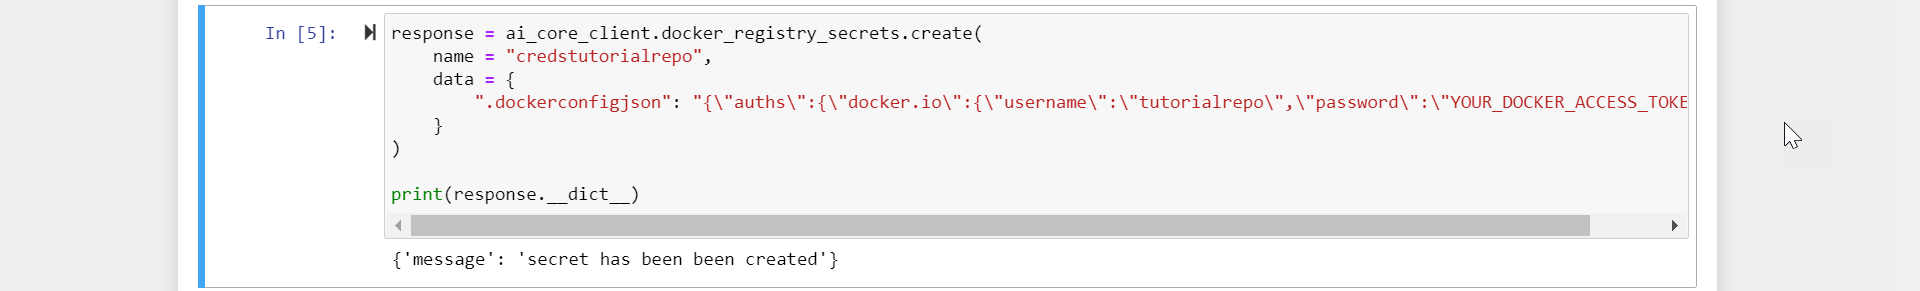 In [5]:
response = ai_core_client.docker_registry_secrets.create(
    name = "credstutorialrepo",
    data = {
        ".dockerconfigjson": "{\"auths\":{\"docker.io\":{\"username\":\"tutorialrepo\",\"password\":\"YOUR_DOCKER_ACCESS_TOKE
    }
)
print(response.__dict__)
{'message': 'secret has been been created'}